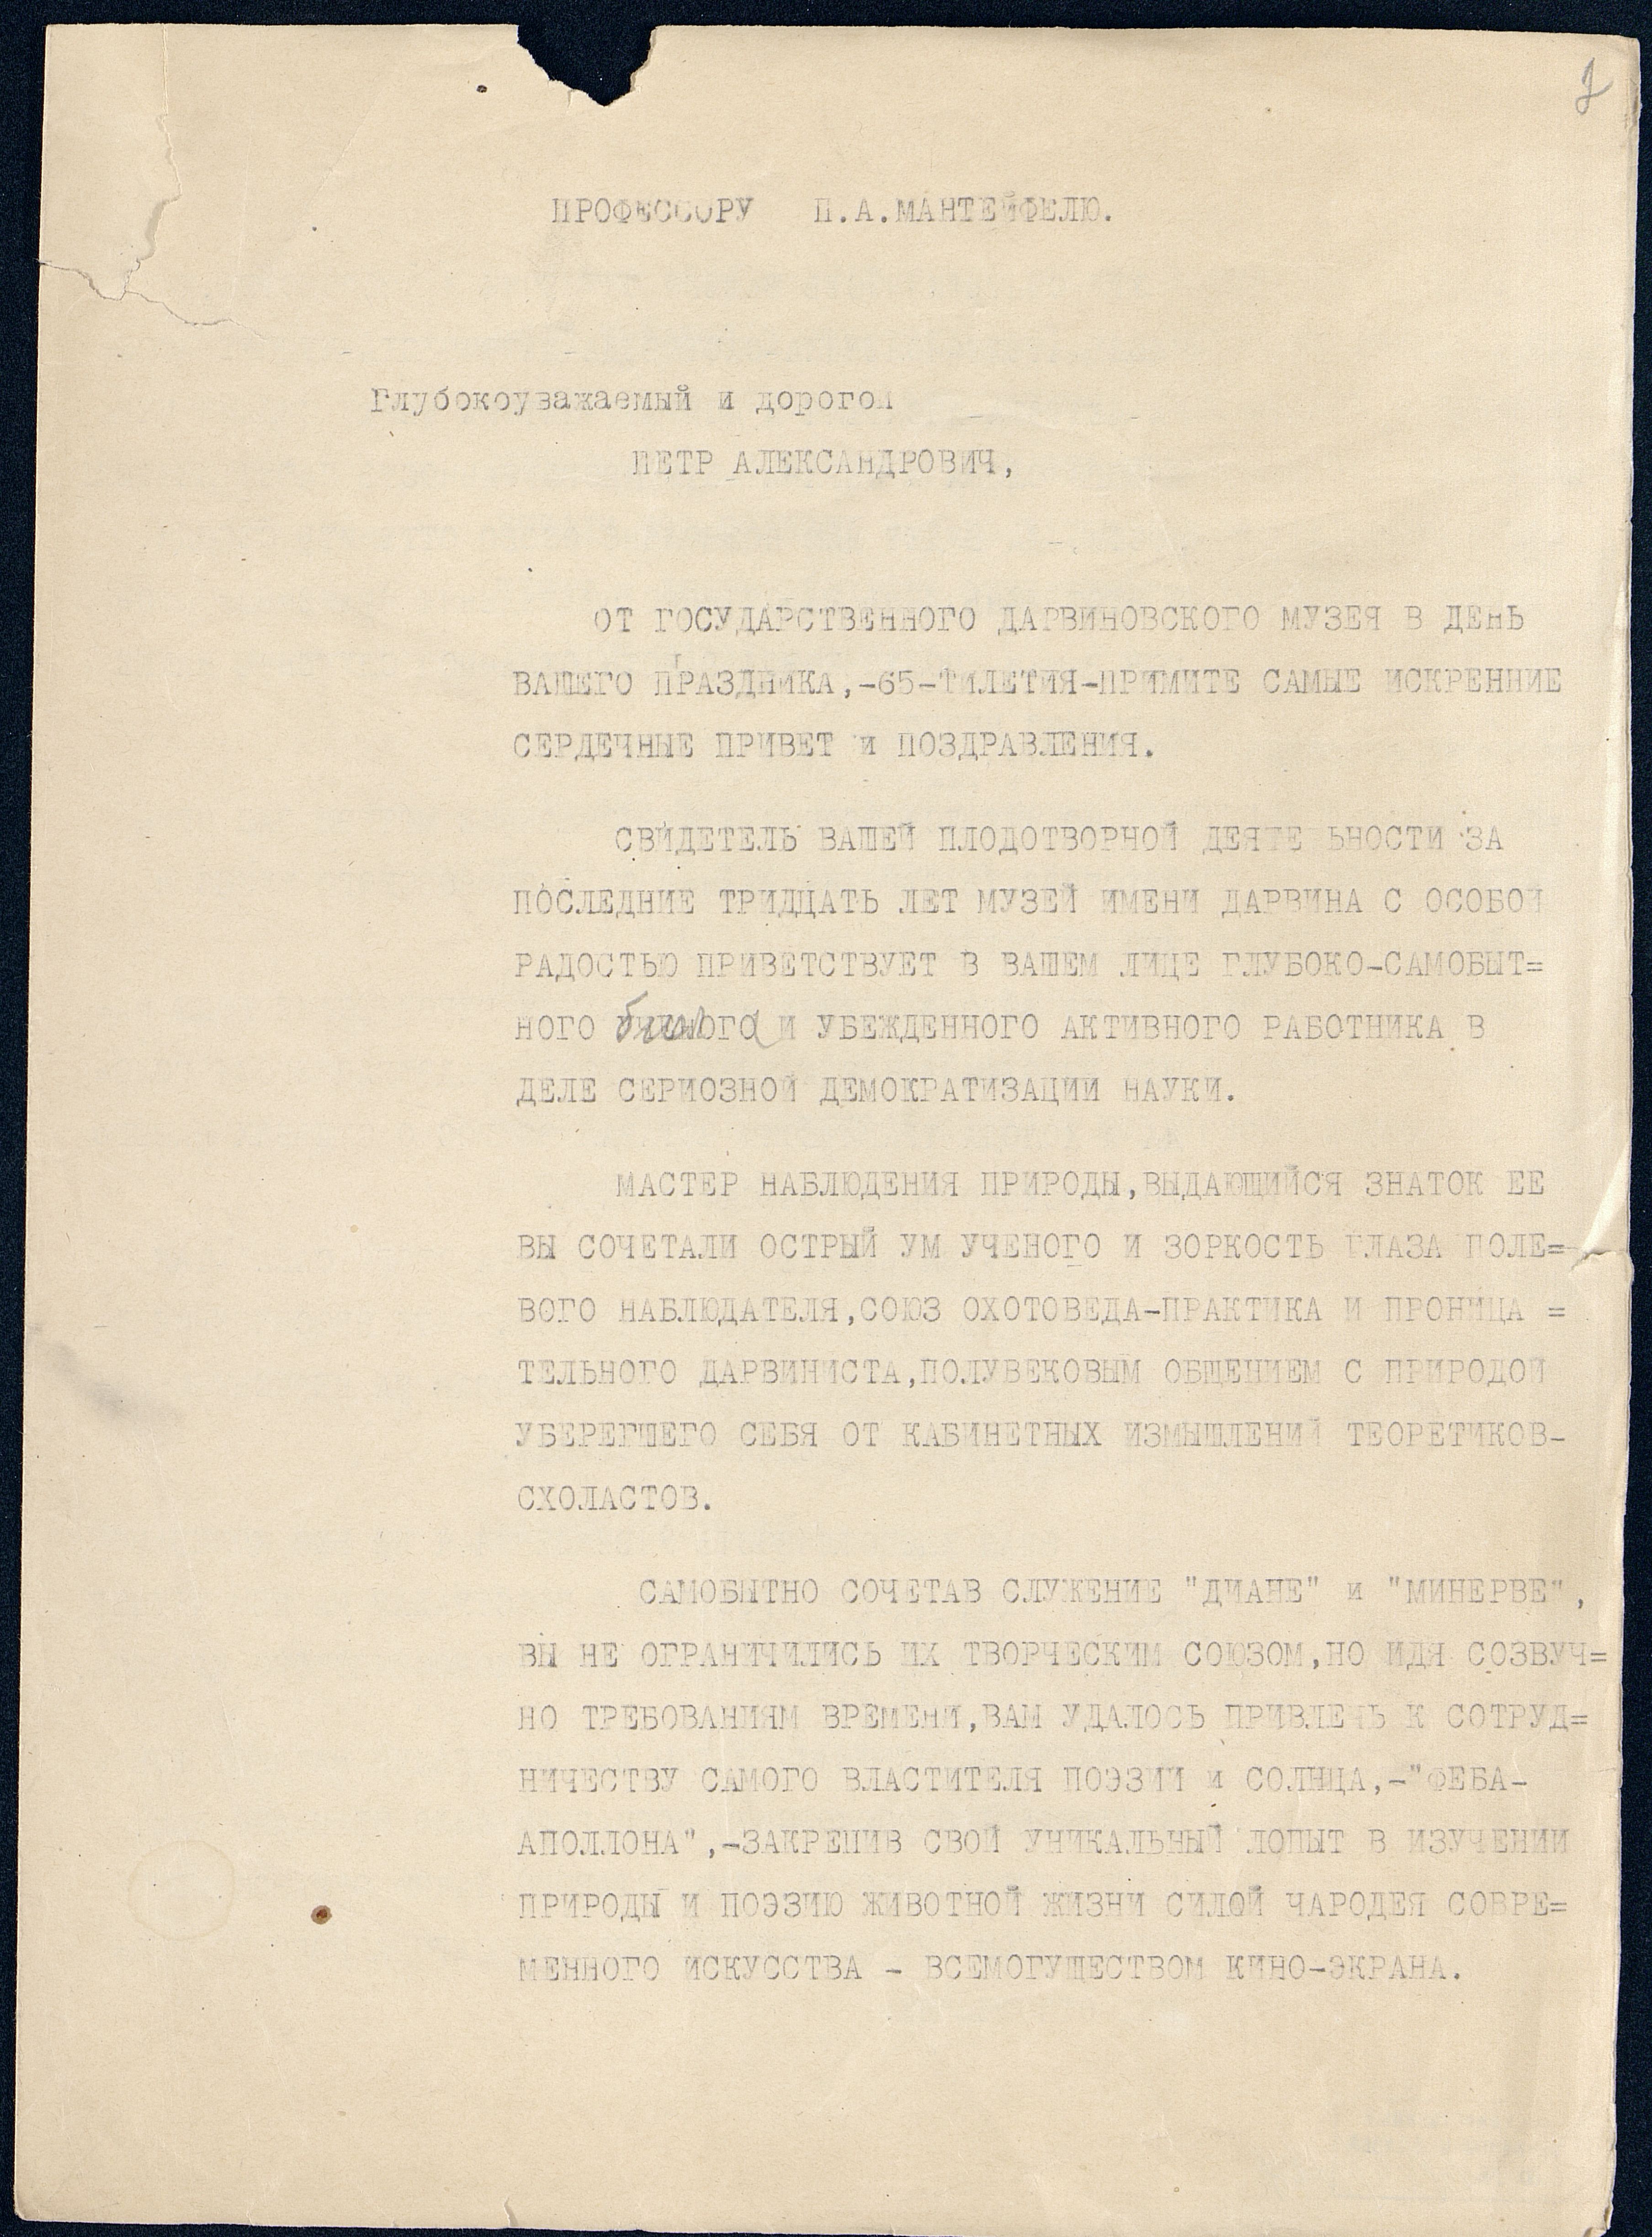 ПРОФЕССОРУ П.А.МАНТЕЙФЕЛЮ.
Глубокоуважаемый и дорогой
ПЕТР АЛЕКСАНДРОВИЧ,
ОТ ГОСУДАРСТВЕННОГО ДАРВИНОВСКОГО МУЗЕЯ В ДЕНЬ
ВАШЕГО ПРАЗДНИКА,-65-ТИЛЕТИЯ-ПРИМИТЕ САМЫЕ ИСКРЕННИЕ
СЕРДЕЧНЫЕ ПРИВЕТ и ПОЗДРАВЛЕНИЯ.
СВИДЕТЕЛЬ ВАШЕЙ ПЛОДОТВОРНОЙ ДЕЯТЕ ЬНОСТИ ЗА
ПОСЛЕДНИЕ ТРИДЦАТЬ ЛЕТ МУЗЕЙ ИМЕНИ ДАРВИНА С ОСОБОЙ
РАДОСТЬЮ ПРИВЕТСТВУЕТ В ВАШЕМ ЛИЦЕ ГЛУБОКО-САМОБЫТ=
НОГО И УБЕЖДЕННОГО АКТИВНОГО РАБОТНИКА В
ДЕЛЕ СЕРИОЗНОЙ ДЕМОКРАТИЗАЦИИ НАУКИ.
МАСТЕР НАБЛЮДЕНИЯ ПРИРОДЫ,ВЫДАЮЩИЙСЯ ЗНАТОК ЕЕ
ВЫ СОЧЕТАЛИ ОСТРЫЙ УМ УЧЕНОГО И ЗОРКОСТЬ ГЛАЗА ПОЛЕ=
ВОГО НАБЛЮДАТЕЛЯ,СОЮЗ ОХОТОВЕДА-ПРАКТИКА И ПРОНИЦА =
ТЕЛЬНОГО ДАРВИНИСТА,ПОЛУВЕКОВЫМ ОБЩЕНИЕМ С ПРИРОДОЙ
УБЕРЕГШЕГО СЕБЯ ОТ КАБИНЕТНЫХ ИЗМЫШЛЕНИЙ ТЕОРЕТИКОВ-
СХОЛАСТОВ.
САМОБЫТНО СОЧЕТАВ СЛУЖЕНИЕ "ДИАНЕ" и "МИНЕРВЕ",
ВЫ НЕ ОГРАНИЧИЛИСЬ ИХ ТВОРЧЕСКИМ СОЮЗОМ,НО ИДЯ СОЗВУЧ=
НО ТРЕБОВАНИЯМ ВРЕМЕНИ,ВАМ УДАЛОСЬ ПРИВЛЕЧЬ К СОТРУД=
НИЧЕСТВУ САМОГО ВЛАСТИТЕЛЯ ПОЭЗИИ и СОЛНЦА,-"ФЕБА-
АПОЛЛОНА",-ЗАКРЕПИВ СВОЙ УНИКАЛЬНЫЙ ЛОПЫТ В ИЗУЧЕНИИ
ПРИРОДЫ И ПОЭЗИЮ ЖИВОТНОЙ ЖИЗНИ СИЛОЙ ЧАРОДЕЯ СОВРЕ=
МЕННОГО ИСКУССТВА - ВСЕМОГУЩЕСТВОМ КИНО-ЭКРАНА.